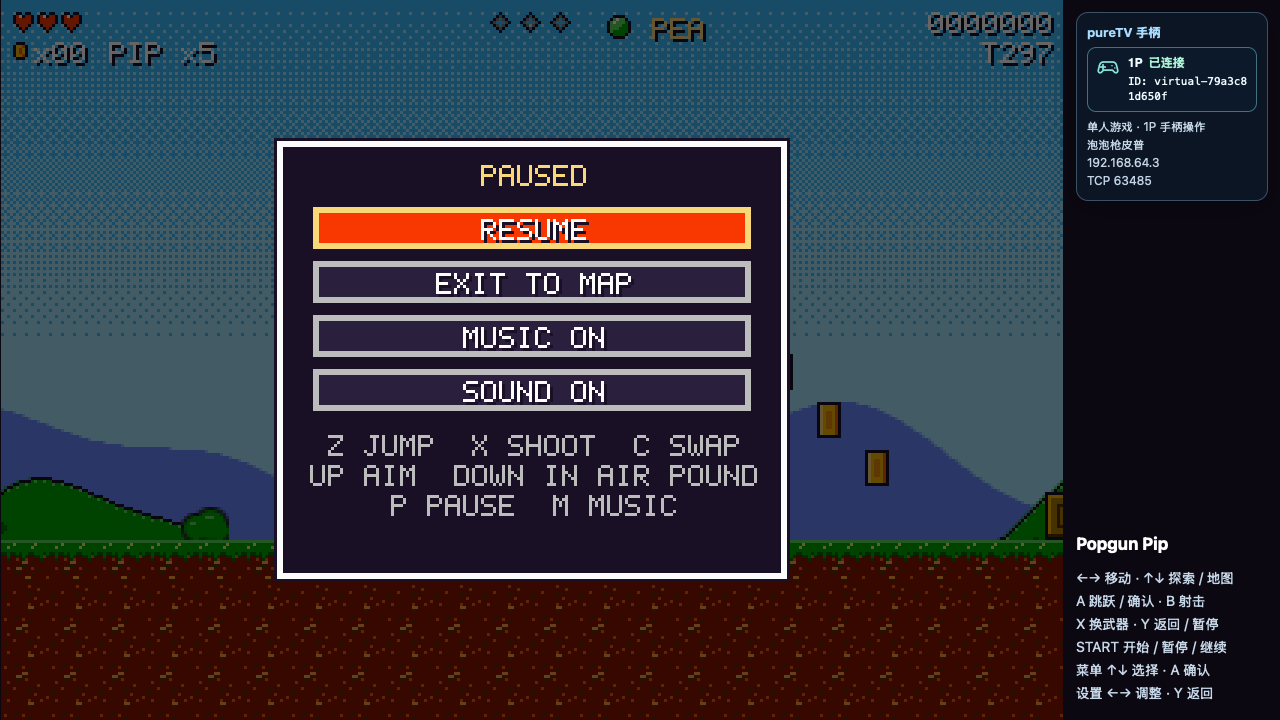 x00 PIP x5
PEA
0000000
T297
PAUSED
RESUME
EXIT TO MAP
MUSIC ON
SOUND ON
Z JUMP X SHOOT C SWAP
UP AIM DOWN IN AIR POUND
P PAUSE M MUSIC
pureTV 手柄
1P 已连接
ID: virtual-79a3c8
1d650f
单人游戏 · 1P 手柄操作
泡泡枪皮普
192.168.64.3
TCP 63485
Popgun Pip
←→ 移动 · ↑↓ 探索 / 地图
A 跳跃 / 确认 · B 射击
X 换武器 · Y 返回 / 暂停
START 开始 / 暂停 / 继续
菜单 ↑↓ 选择 · A 确认
设置 ←→ 调整 · Y 返回